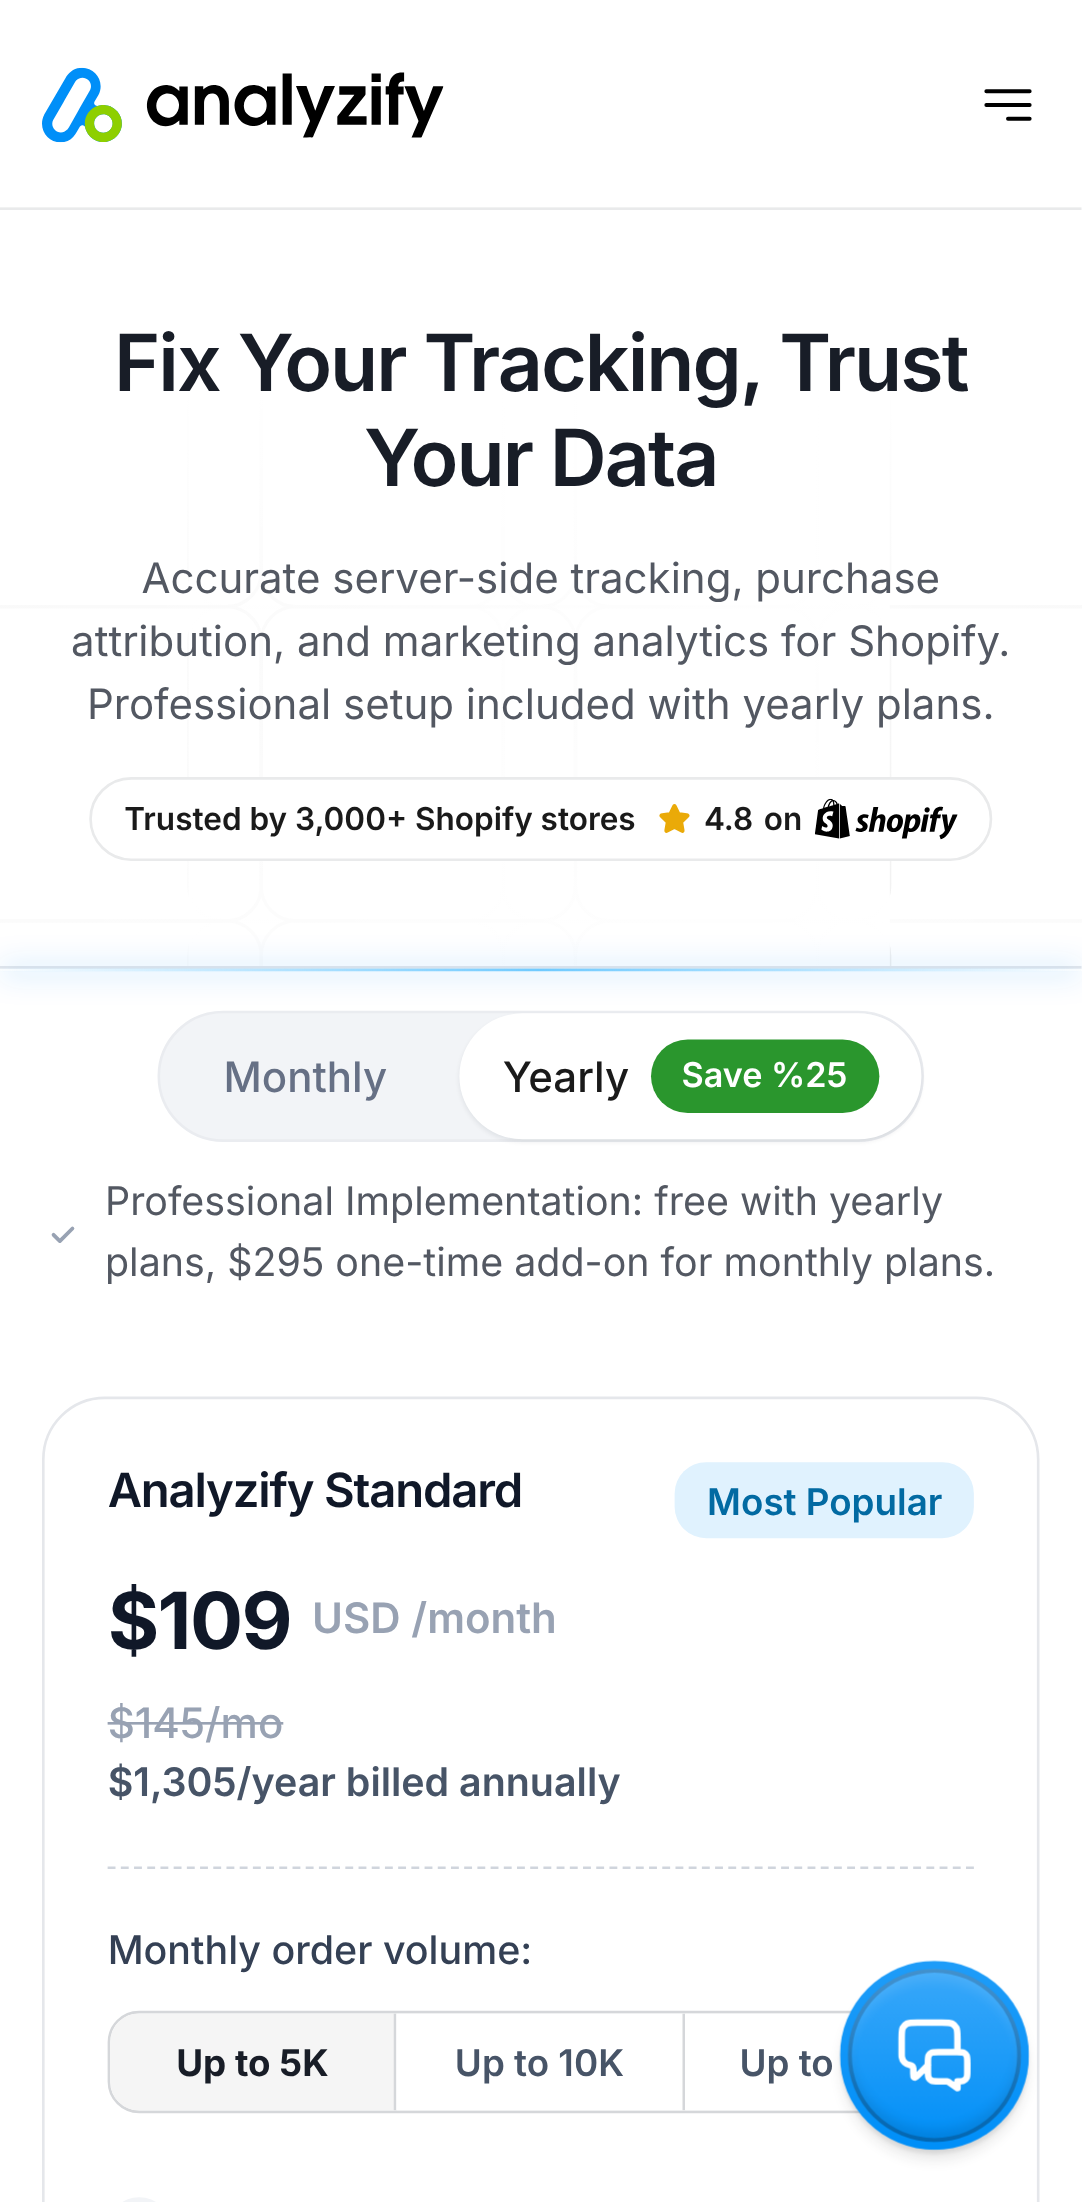 analyzify
Fix Your Tracking, Trust
Your Data
Accurate server-side tracking, purchase
attribution, and marketing analytics for Shopify.
Professional setup included with yearly plans.
Trusted by 3,000+ Shopify stores 4.8 on shopify
Monthly Yearly Save %25
Professional Implementation: free with yearly
plans, $295 one-time add-on for monthly plans.
Analyzify Standard Most Popular
$109 USD /month
$145/mo
$1,305/year billed annually
Monthly order volume:
Up to 5K Up to 10K Up to